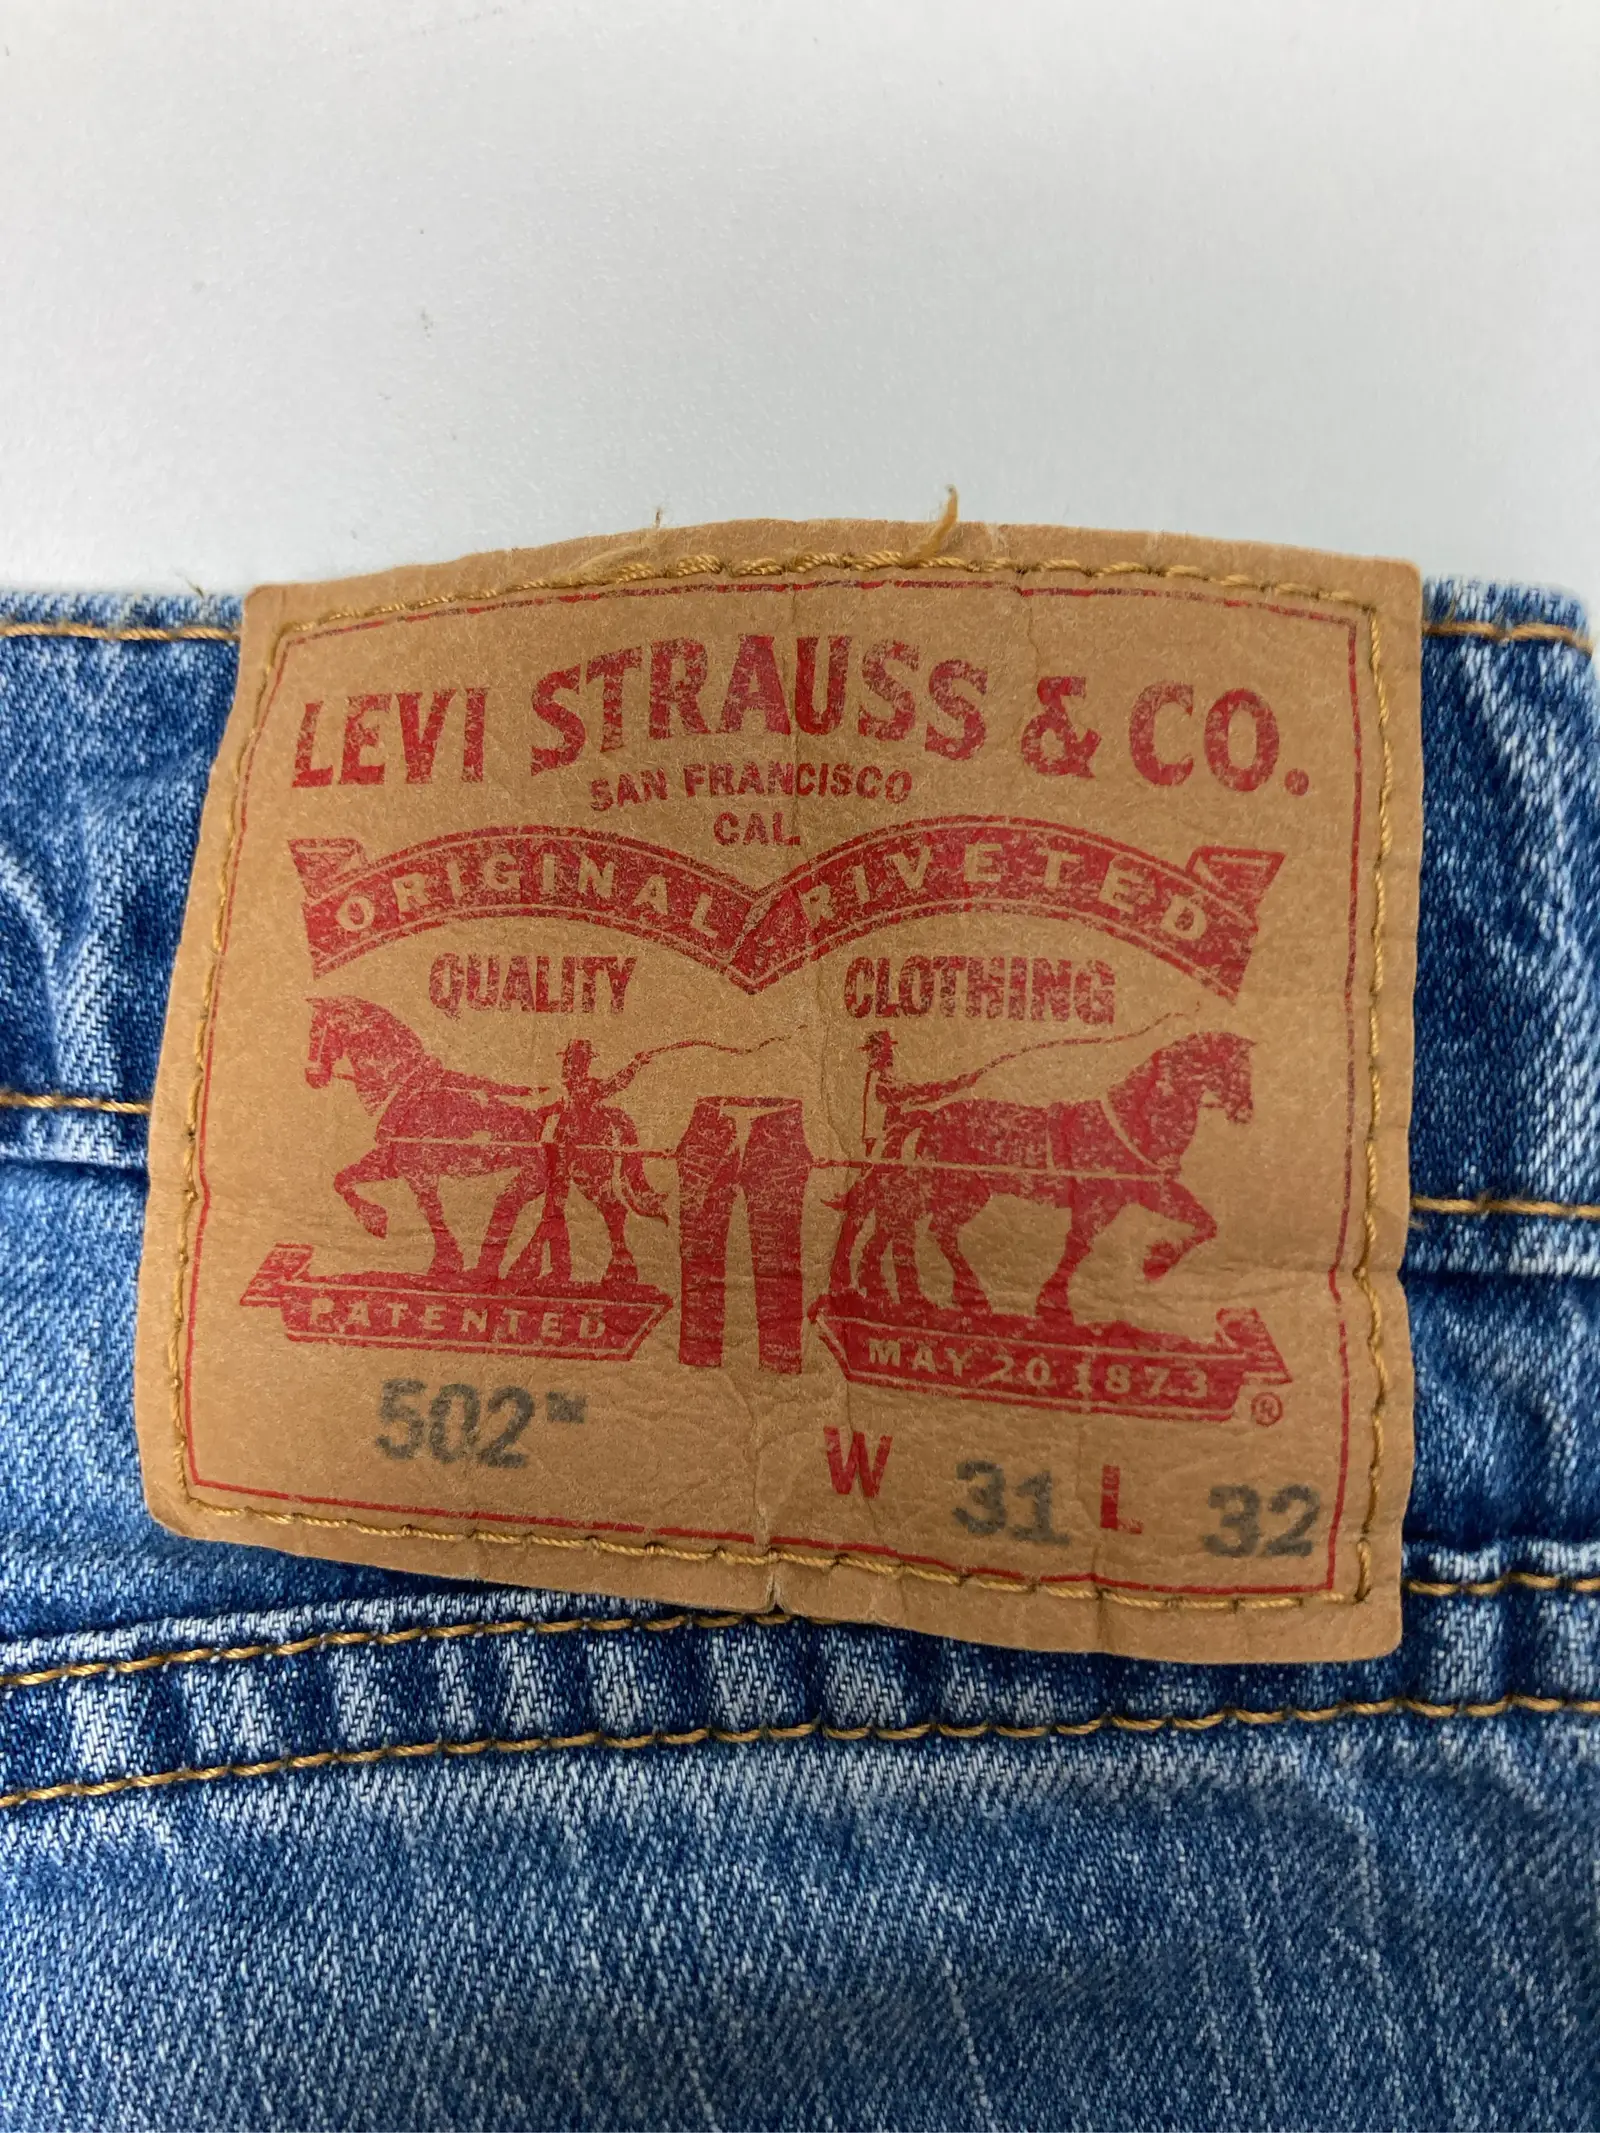 LEVI STRAUSS & CO.
SAN FRANCISCO
CAL.
ORIGINAL RIVETED
QUALITY CLOTHING
PATENTED MAY 20 1873 ®
502™ W 31 L 32